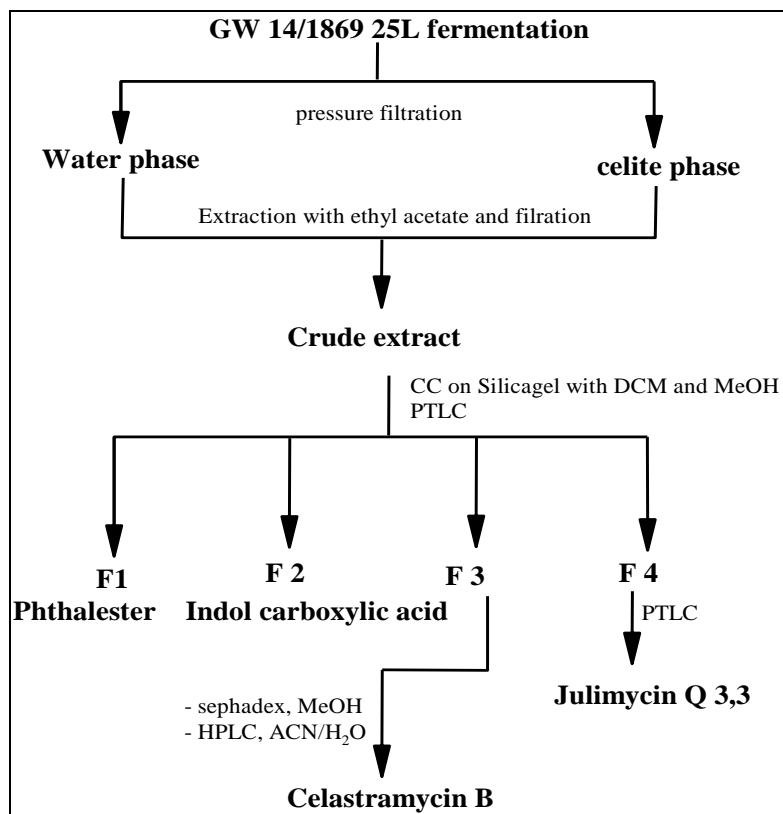 GW 14/1869 25L fermentation
pressure filtration
Water phase
celite phase
Extraction with ethyl acetate and filration
Crude extract
CC on Silicagel with DCM and MeOH
PTLC
F1
F 2
F 3
F 4
Phthalester
Indol carboxylic acid
PTLC
Julimycin Q 3,3
- sephadex, MeOH
- HPLC, ACN/H₂O
Celastramycin B